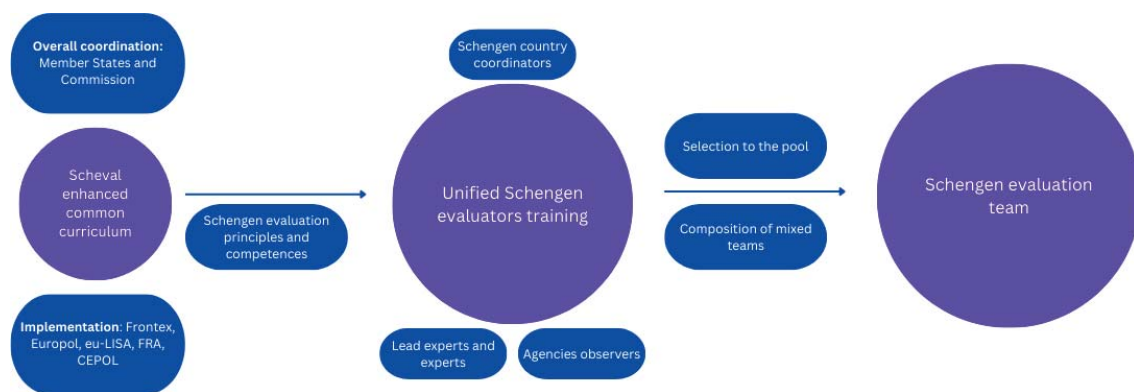 Overall coordination:
Member States and
Commission
Scheval
enhanced
common
curriculum
Implementation: Frontex,
Europol, eu-LISA, FRA,
CEPOL
Schengen evaluation
principles and
competences
Schengen country
coordinators
Unified Schengen
evaluators training
Lead experts and
experts
Agencies observers
Selection to the pool
Composition of mixed
teams
Schengen evaluation
team